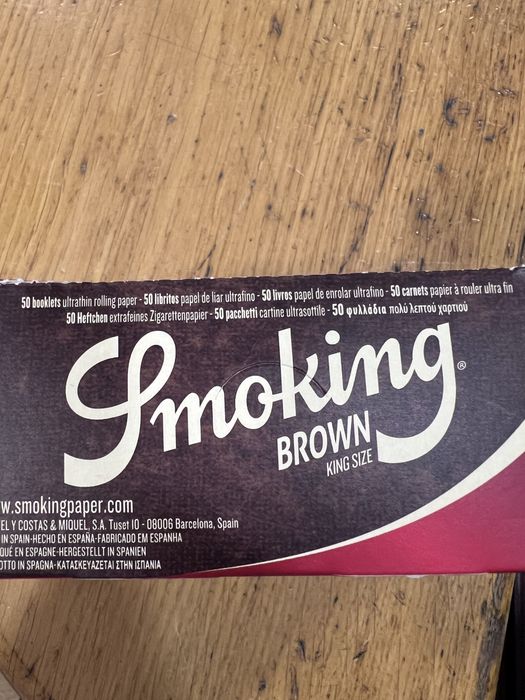 50 booklets ultrathin rolling paper - 50 libritos papel de liar ultrafino - 50 livros papel de enrolar ultrafino - 50 carnets papier à rouler ultra fin
50 Heftchen extrafeines Zigarettenpapier - 50 pacchetti cartine ultrasottile - 50 φυλλάδια πολύ λεπτού χαρτιού
Smoking®
BROWN
KING SIZE
w.smokingpaper.com
EL Y COSTAS & MIQUEL, S.A. Tuset 10 - 08006 Barcelona, Spain
IN SPAIN-HECHO EN ESPAÑA-FABRICADO EM ESPANHA
QUÉ EN ESPAGNE-HERGESTELLT IN SPANIEN
OTTO IN SPAGNA-ΚΑΤΑΣΚΕΥΑΖΕΤΑΙ ΣΤΗΝ ΙΣΠΑΝΙΑ